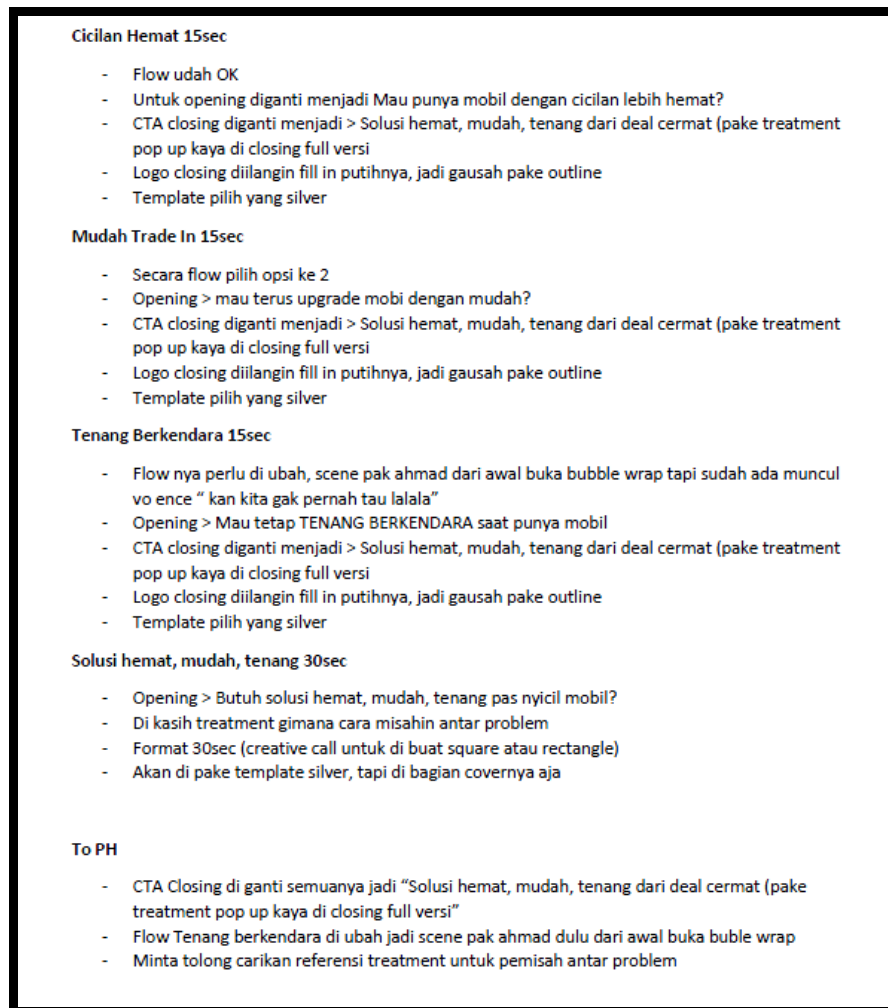 Cicilan Hemat 15sec
- Flow udah OK
- Untuk opening diganti menjadi Mau punya mobil dengan cicilan lebih hemat?
- CTA closing diganti menjadi > Solusi hemat, mudah, tenang dari deal cermat (pake treatment
pop up kaya di closing full versi
- Logo closing diilangin fill in putihnya, jadi gausah pake outline
- Template pilih yang silver
Mudah Trade In 15sec
- Secara flow pilih opsi ke 2
- Opening > mau terus upgrade mobi dengan mudah?
- CTA closing diganti menjadi > Solusi hemat, mudah, tenang dari deal cermat (pake treatment
pop up kaya di closing full versi
- Logo closing diilangin fill in putihnya, jadi gausah pake outline
- Template pilih yang silver
Tenang Berkendara 15sec
- Flow nya perlu di ubah, scene pak ahmad dari awal buka bubble wrap tapi sudah ada muncul
vo ence “ kan kita gak pernah tau lalala”
- Opening > Mau tetap TENANG BERKENDARA saat punya mobil
- CTA closing diganti menjadi > Solusi hemat, mudah, tenang dari deal cermat (pake treatment
pop up kaya di closing full versi
- Logo closing diilangin fill in putihnya, jadi gausah pake outline
- Template pilih yang silver
Solusi hemat, mudah, tenang 30sec
- Opening > Butuh solusi hemat, mudah, tenang pas nyicil mobil?
- Di kasih treatment gimana cara misahin antar problem
- Format 30sec (creative call untuk di buat square atau rectangle)
- Akan di pake template silver, tapi di bagian covernya aja
To PH
- CTA Closing di ganti semuanya jadi “Solusi hemat, mudah, tenang dari deal cermat (pake
treatment pop up kaya di closing full versi”
- Flow Tenang berkendara di ubah jadi scene pak ahmad dulu dari awal buka buble wrap
- Minta tolong carikan referensi treatment untuk pemisah antar problem